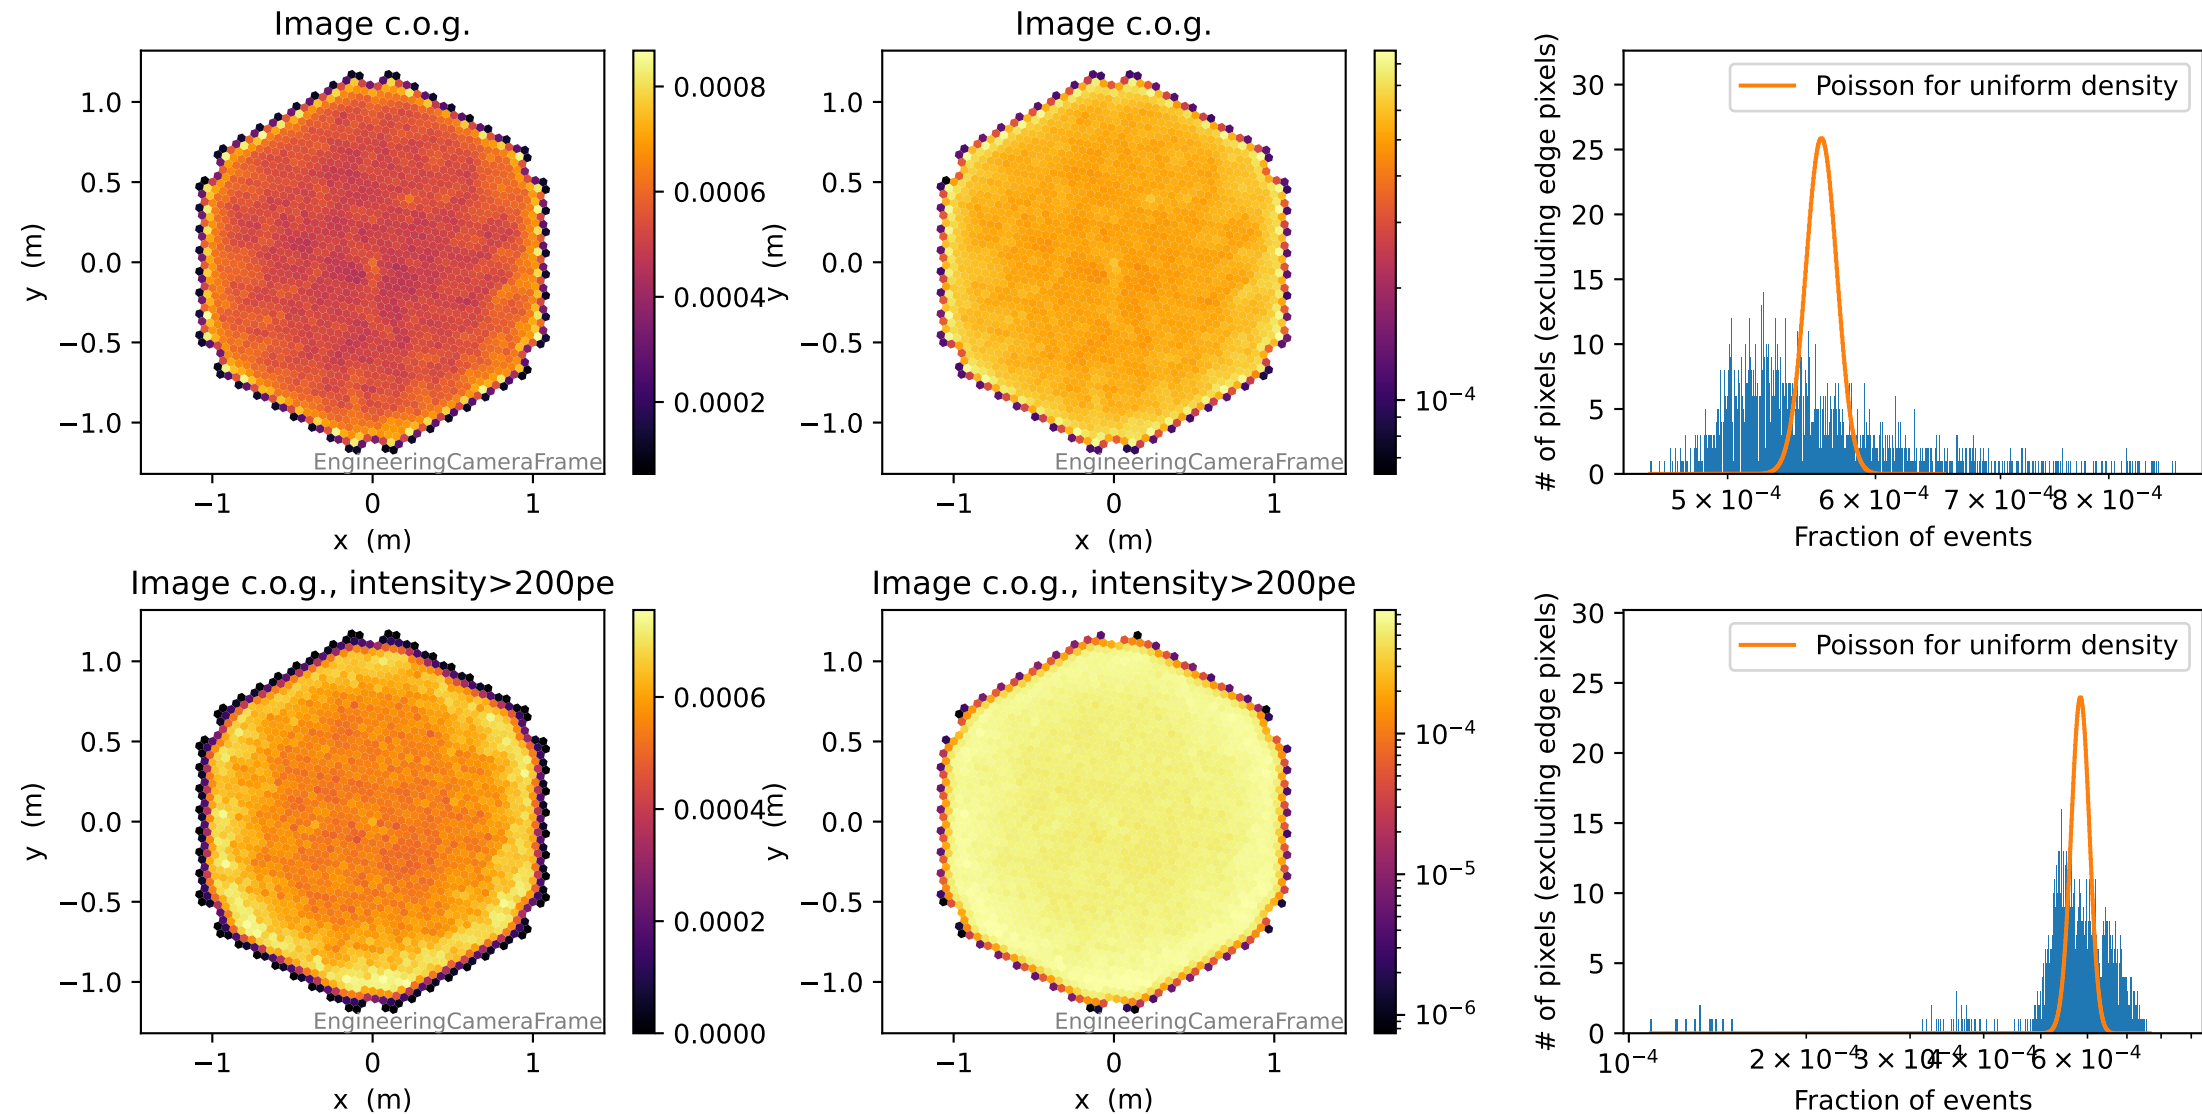 Image c.o.g.
1.0
0.5
0.0
−0.5
−1.0
y (m)
−1
0
1
x (m)
EngineeringCameraFrame
0.0008
0.0006
0.0004
0.0002
Image c.o.g.
1.0
0.5
0.0
−0.5
−1.0
y (m)
−1
0
1
x (m)
EngineeringCameraFrame
10⁻⁴
Poisson for uniform density
# of pixels (excluding edge pixels)
30
25
20
15
10
5
0
5 × 10⁻⁴
6 × 10⁻⁴
7 × 10⁻⁴
8 × 10⁻⁴
Fraction of events
Image c.o.g., intensity>200pe
1.0
0.5
0.0
−0.5
−1.0
y (m)
−1
0
1
x (m)
EngineeringCameraFrame
0.0006
0.0004
0.0002
0.0000
Image c.o.g., intensity>200pe
1.0
0.5
0.0
−0.5
−1.0
y (m)
−1
0
1
x (m)
EngineeringCameraFrame
10⁻⁴
10⁻⁵
10⁻⁶
Poisson for uniform density
# of pixels (excluding edge pixels)
30
25
20
15
10
5
0
10⁻⁴
2 × 10⁻⁴
3 × 10⁻⁴
4 × 10⁻⁴
6 × 10⁻⁴
Fraction of events